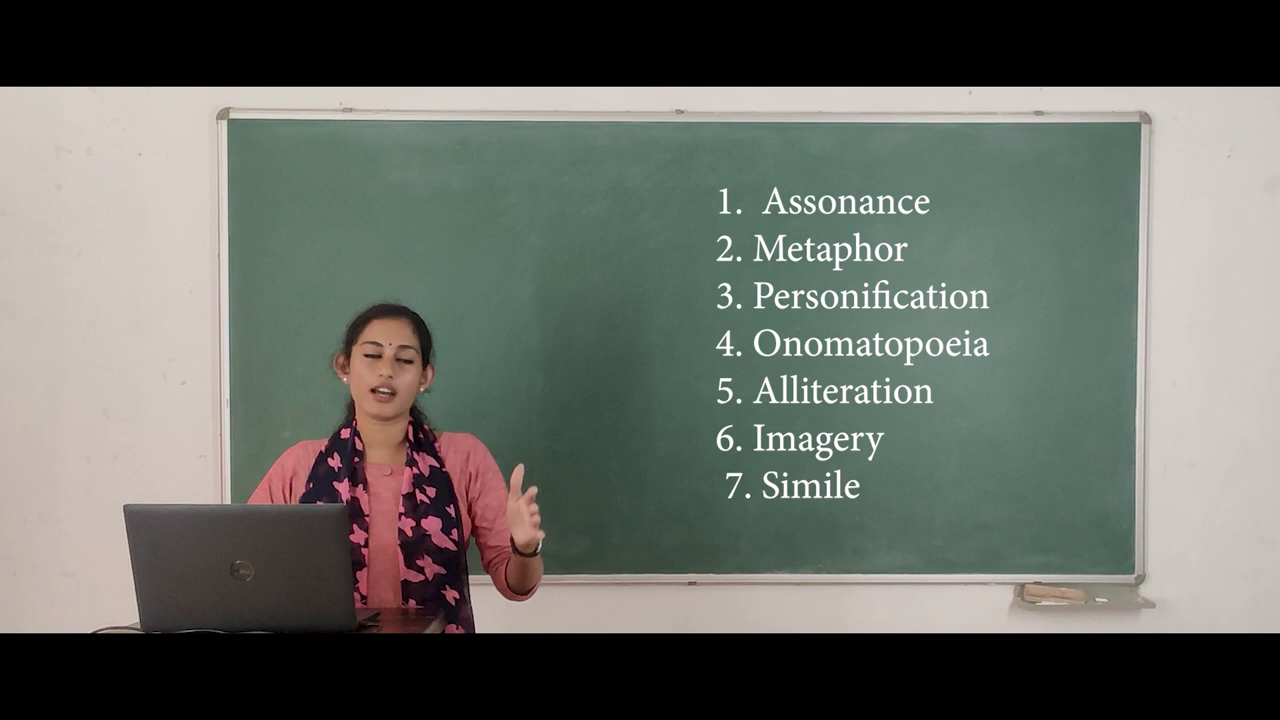 1. Assonance
2. Metaphor
3. Personification
4. Onomatopoeia
5. Alliteration
6. Imagery
7. Simile